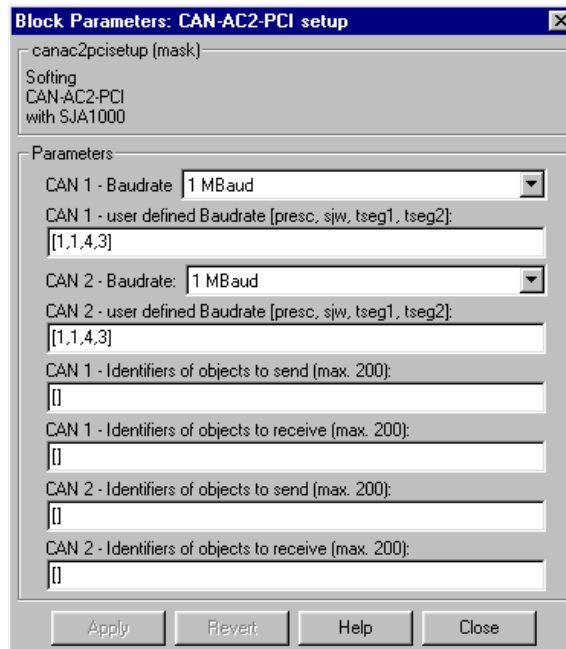 Block Parameters: CAN-AC2-PCI setup
canac2pcisetup (mask)
Softing
CAN-AC2-PCI
with SJA1000
Parameters
CAN 1 - Baudrate 1 MBaud
CAN 1 - user defined Baudrate [presc, sjw, tseg1, tseg2]:
[1,1,4,3]
CAN 2 - Baudrate: 1 MBaud
CAN 2 - user defined Baudrate [presc, sjw, tseg1, tseg2]:
[1,1,4,3]
CAN 1 - Identifiers of objects to send (max. 200):
[]
CAN 1 - Identifiers of objects to receive (max. 200):
[]
CAN 2 - Identifiers of objects to send (max. 200):
[]
CAN 2 - Identifiers of objects to receive (max. 200):
[]
Apply Revert Help Close